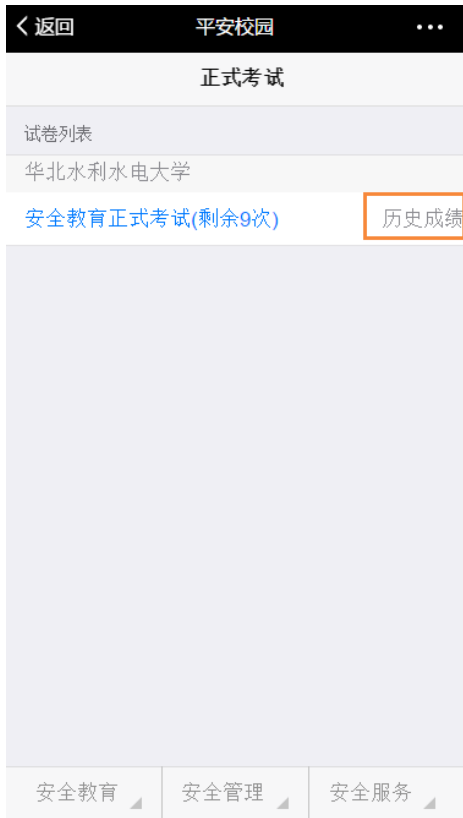 返回 平安校园 ...
正式考试
试卷列表
华北水利水电大学
安全教育正式考试(剩余9次) 历史成绩
安全教育 安全管理 安全服务